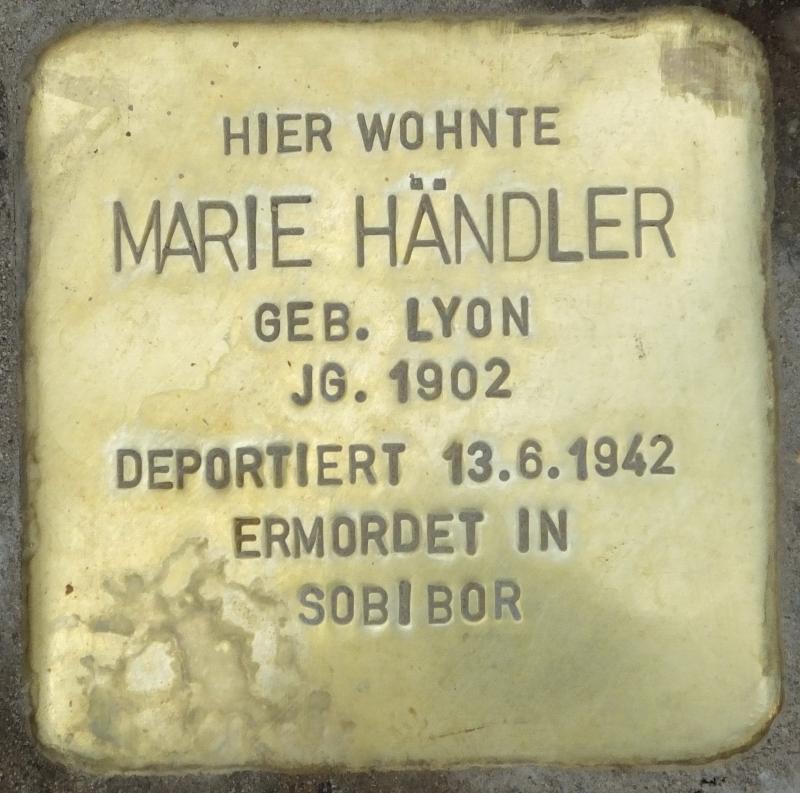 HIER WOHNTE
MARIE HÄNDLER
GEB. LYON
JG. 1902
DEPORTIERT 13.6.1942
ERMORDET IN
SOBIBOR